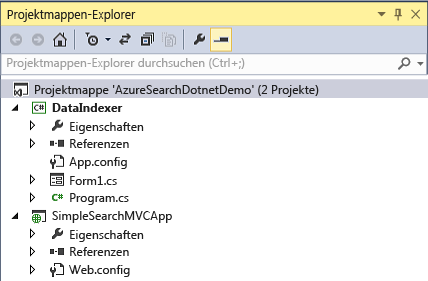 Projektmappen-Explorer
Projektmappen-Explorer durchsuchen (Ctrl+;)
Projektmappe 'AzureSearchDotnetDemo' (2 Projekte)
C# DataIndexer
Eigenschaften
Referenzen
App.config
Form1.cs
C# Program.cs
SimpleSearchMVCApp
Eigenschaften
Referenzen
Web.config